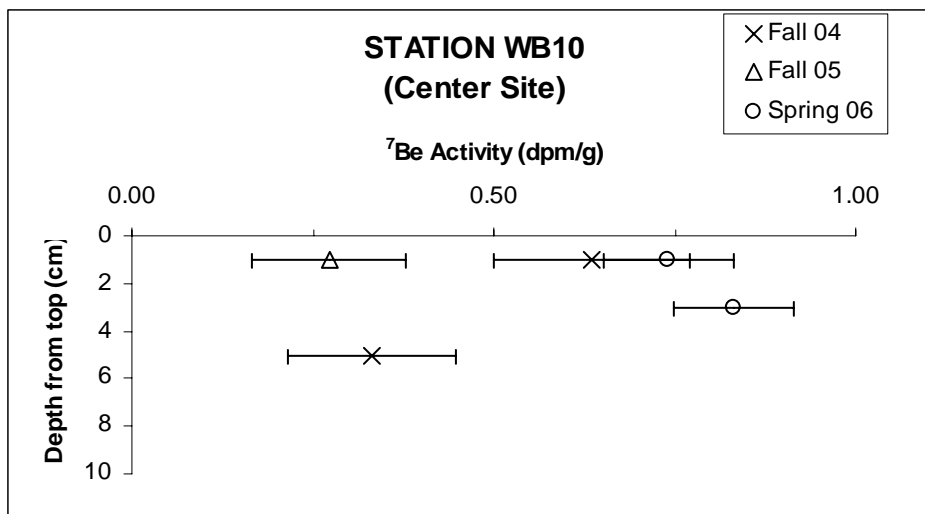 STATION WB10
(Center Site)
Fall 04
Fall 05
Spring 06
⁷Be Activity (dpm/g)
0.00 0.50 1.00
Depth from top (cm)
0
2
4
6
8
10